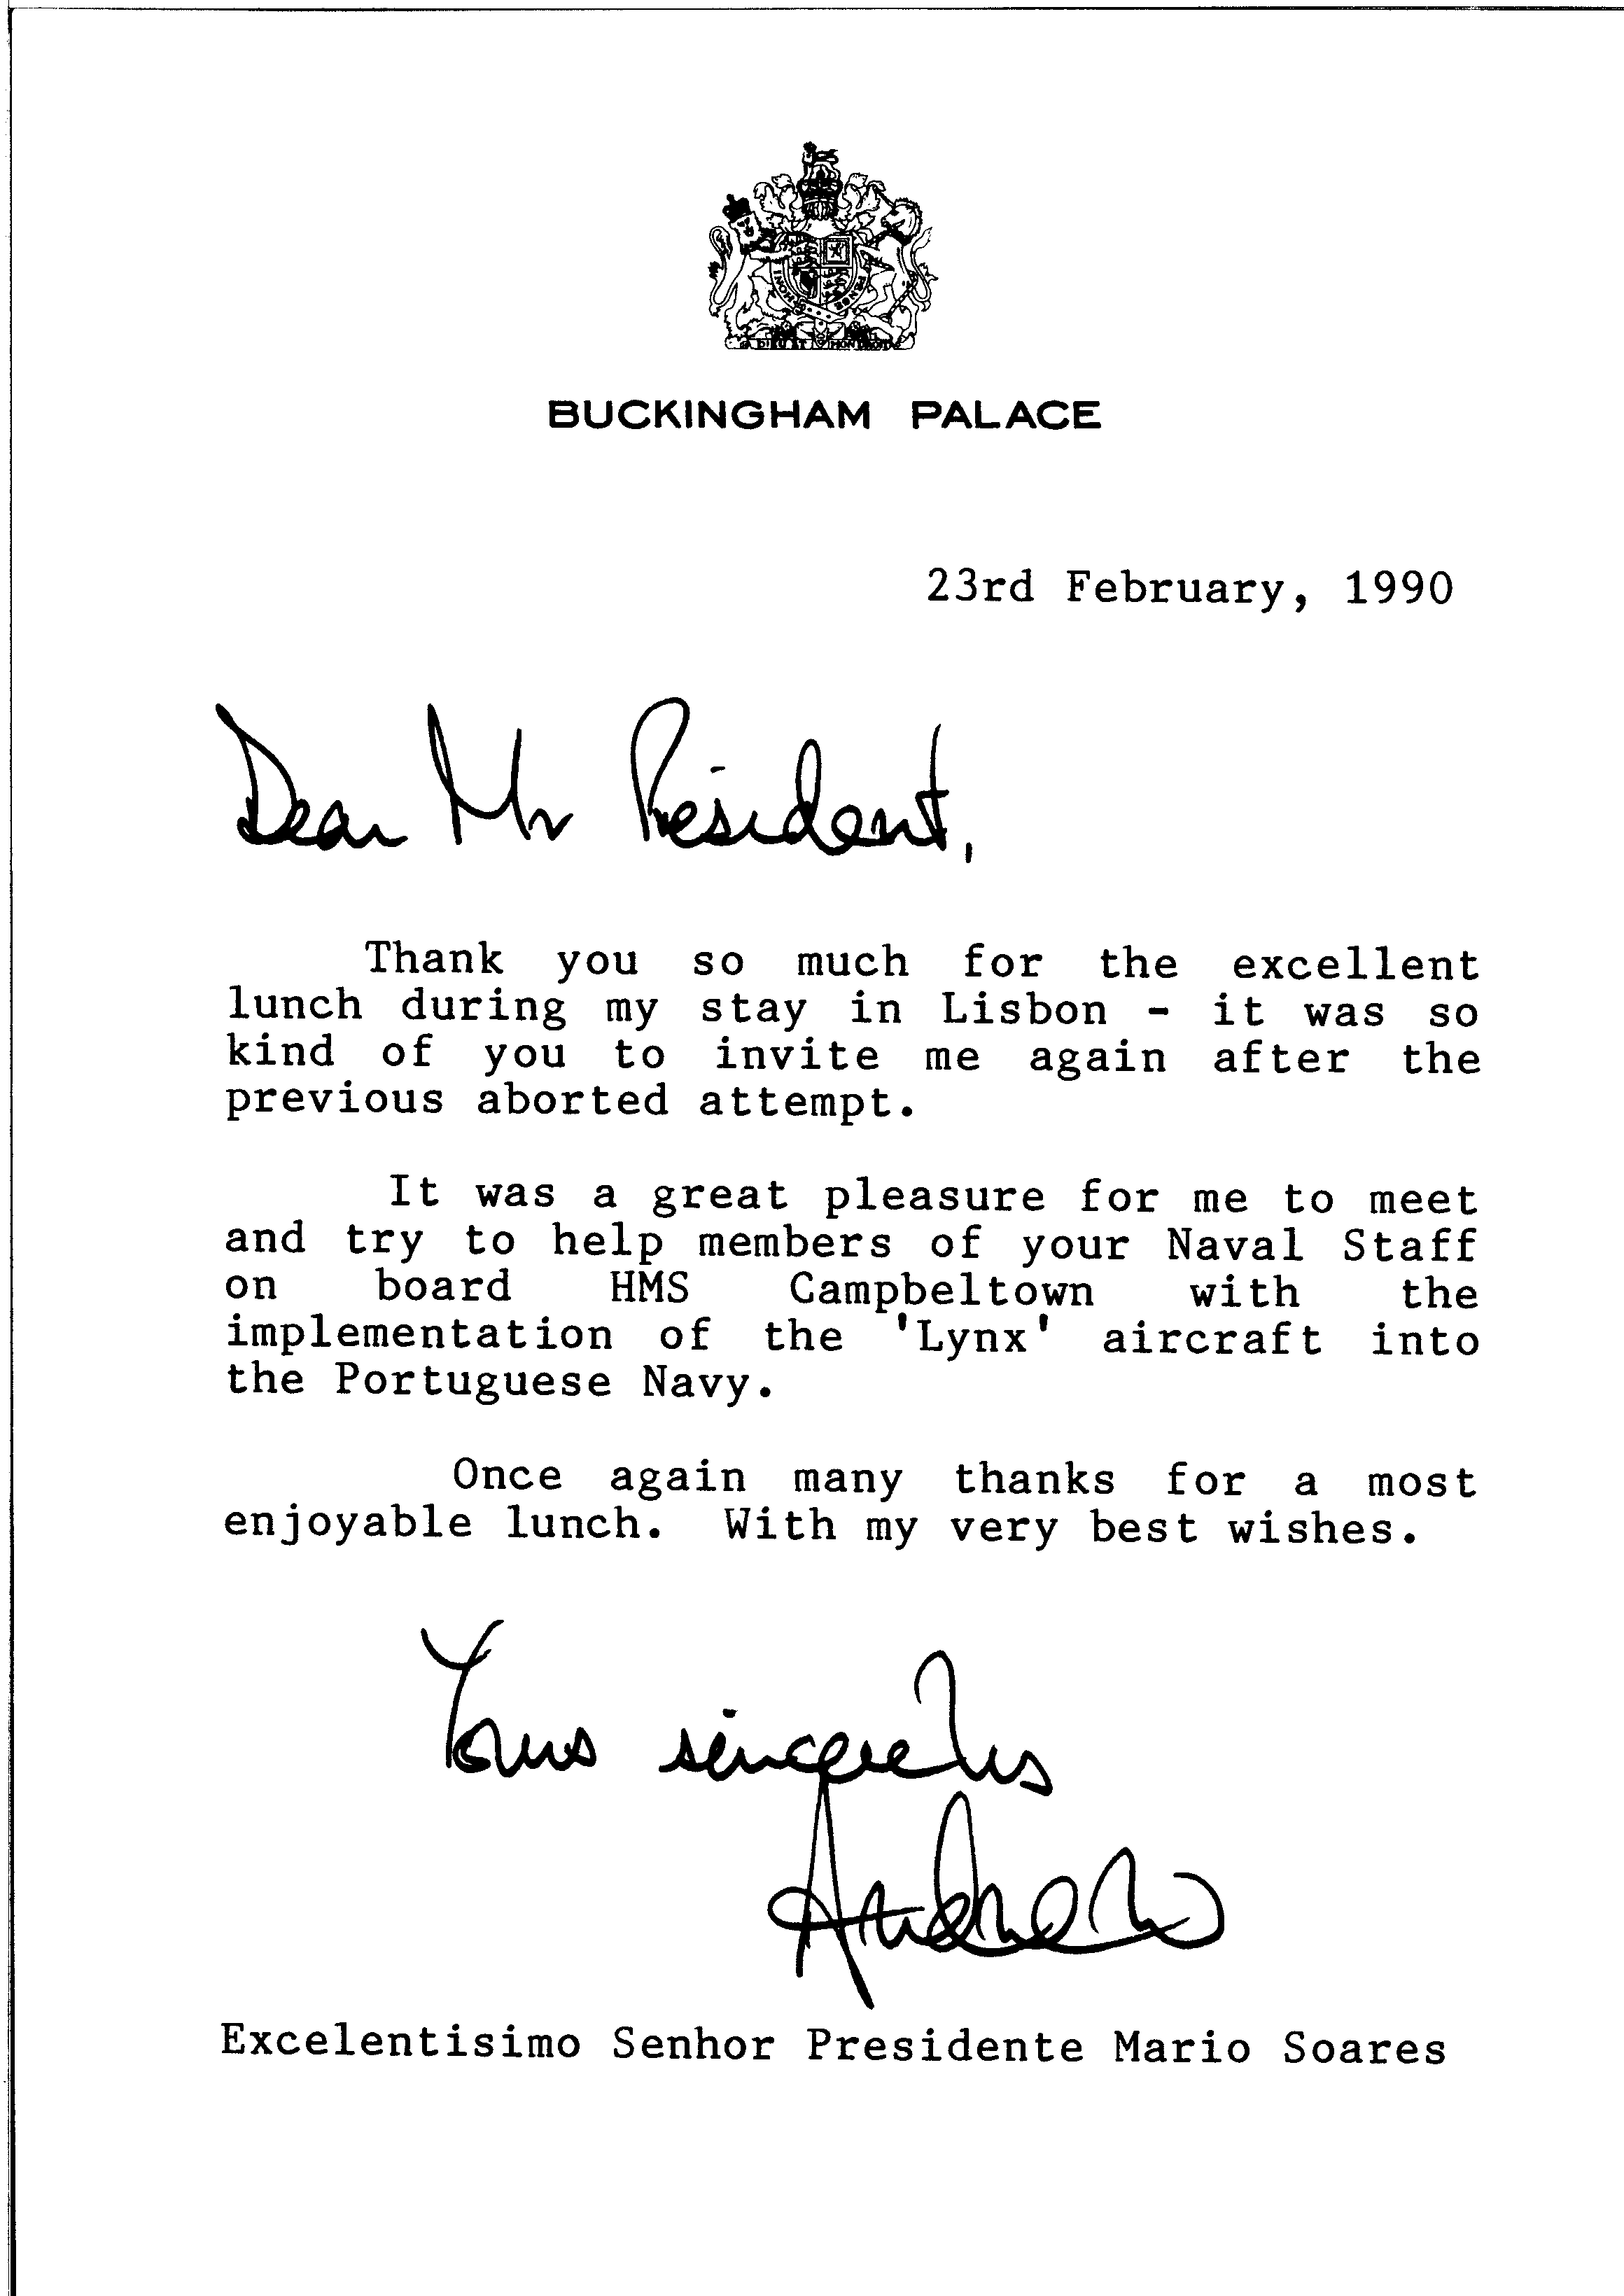 BUCKINGHAM PALACE
23rd February, 1990
Dear Mr President,
Thank you so much for the excellent
lunch during my stay in Lisbon - it was so
kind of you to invite me again after the
previous aborted attempt.
It was a great pleasure for me to meet
and try to help members of your Naval Staff
on board HMS Campbeltown with the
implementation of the 'Lynx' aircraft into
the Portuguese Navy.
Once again many thanks for a most
enjoyable lunch. With my very best wishes.
Yours sincerely
Andrew
Excelentisimo Senhor Presidente Mario Soares